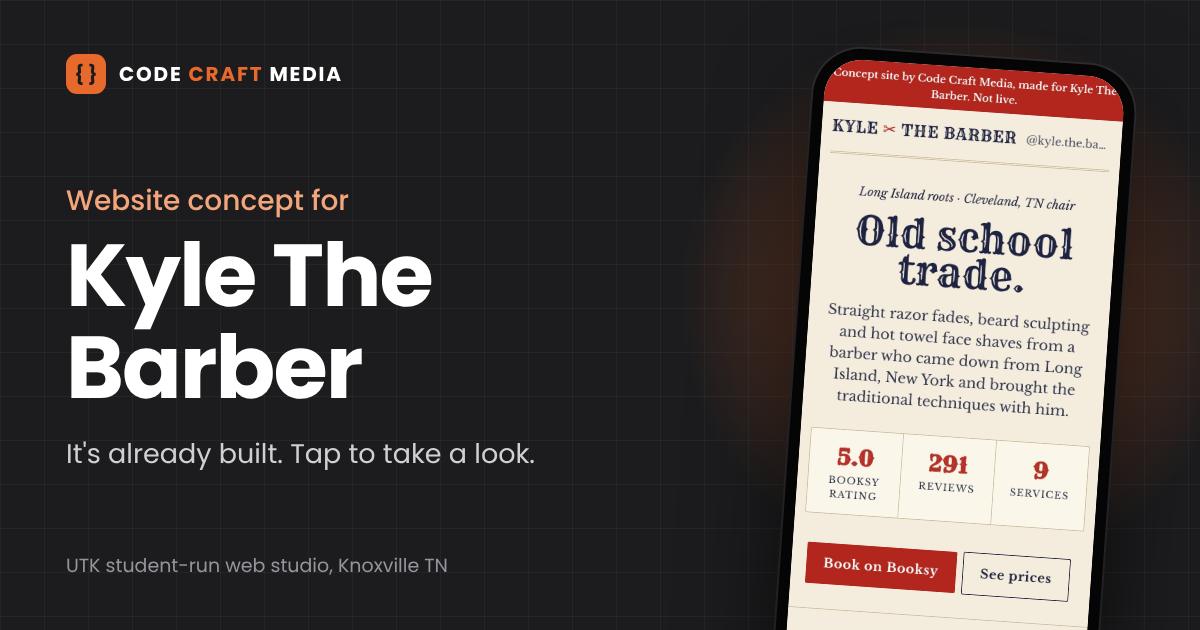 { } CODE CRAFT MEDIA
Website concept for
Kyle The
Barber
It's already built. Tap to take a look.
UTK student-run web studio, Knoxville TN
Concept site by Code Craft Media, made for Kyle The
Barber. Not live.
KYLE ✂ THE BARBER @kyle.the.ba...
Long Island roots · Cleveland, TN chair
Old school
trade.
Straight razor fades, beard sculpting
and hot towel face shaves from a
barber who came down from Long
Island, New York and brought the
traditional techniques with him.
5.0
BOOKSY
RATING
291
REVIEWS
9
SERVICES
Book on Booksy
See prices